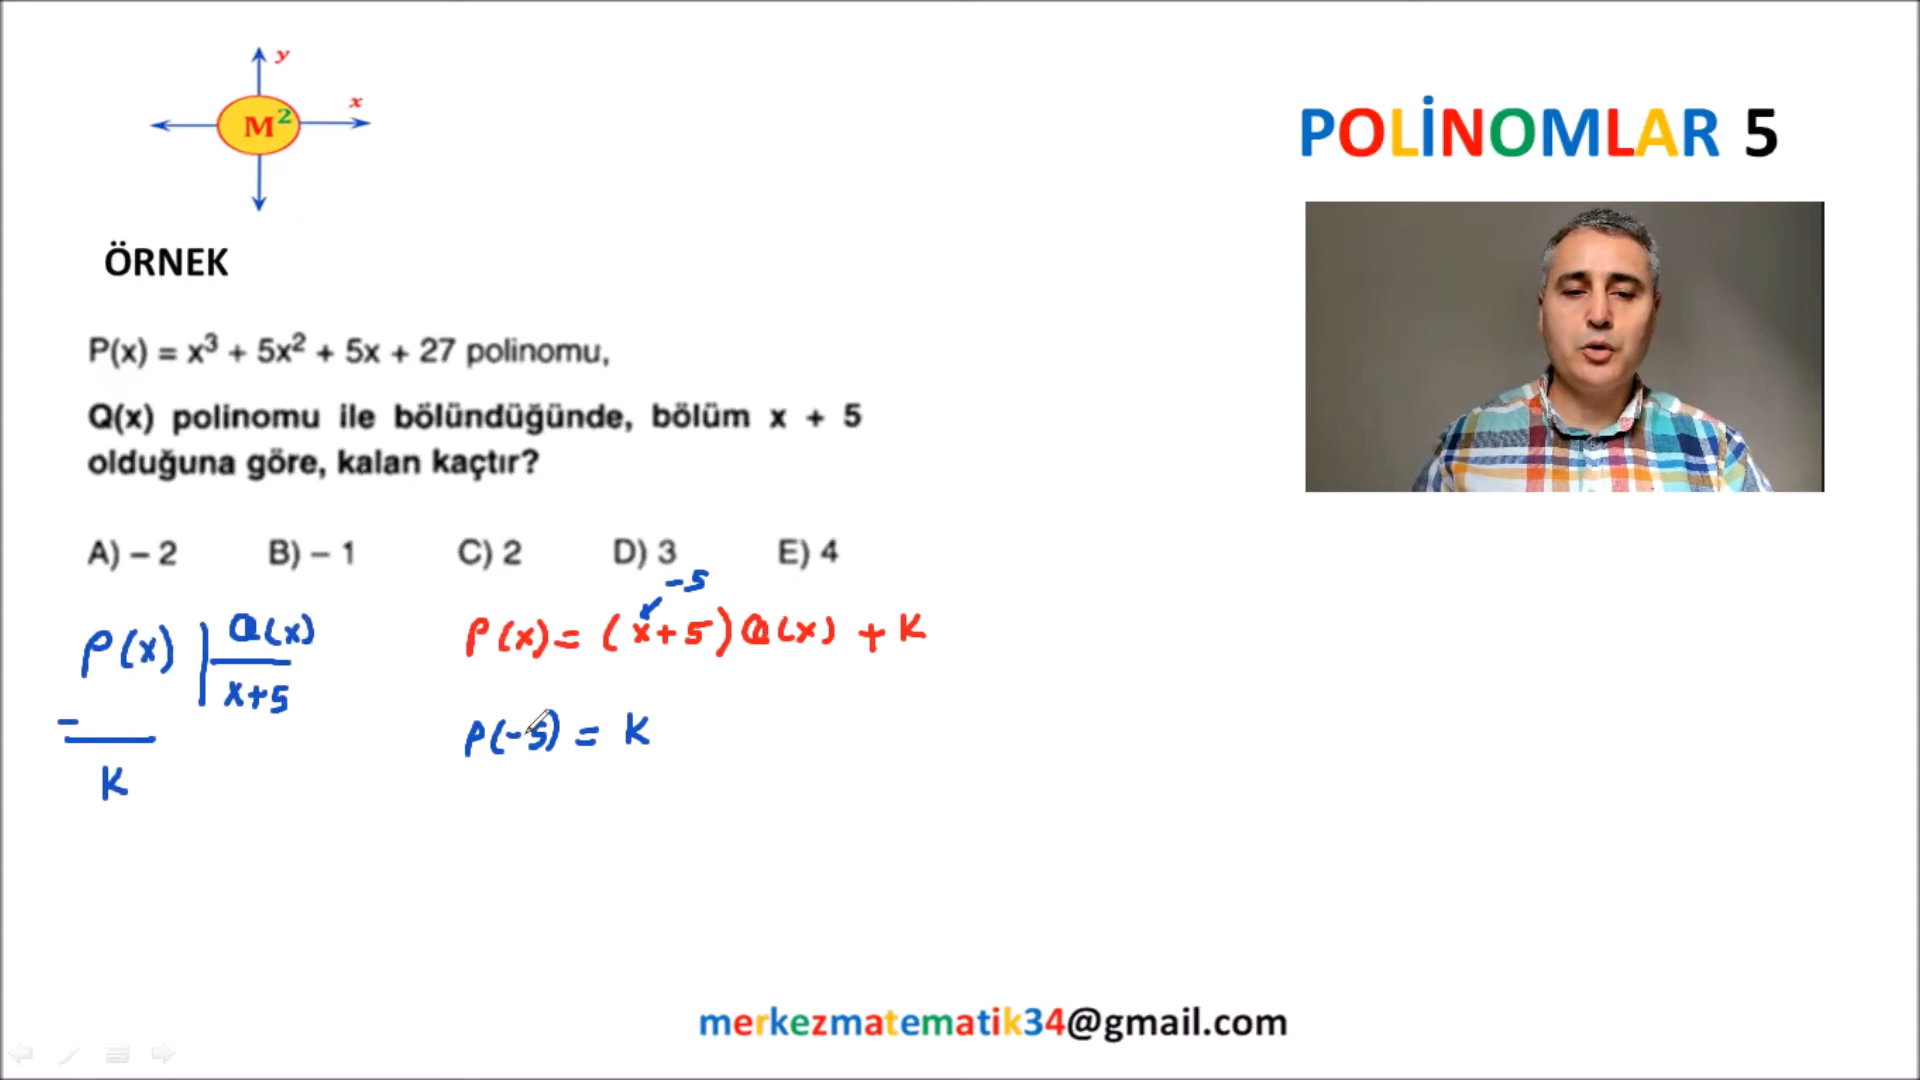 y
x
M²
POLİNOMLAR 5
ÖRNEK
P(x) = x³ + 5x² + 5x + 27 polinomu,
Q(x) polinomu ile bölündüğünde, bölüm x + 5
olduğuna göre, kalan kaçtır?
A) – 2 B) – 1 C) 2 D) 3 E) 4
-5
P(x) Q(x)
x+5
-
K
P(x) = (x+5) Q(x) + K
P(-5) = K
merkezmatematik34@gmail.com